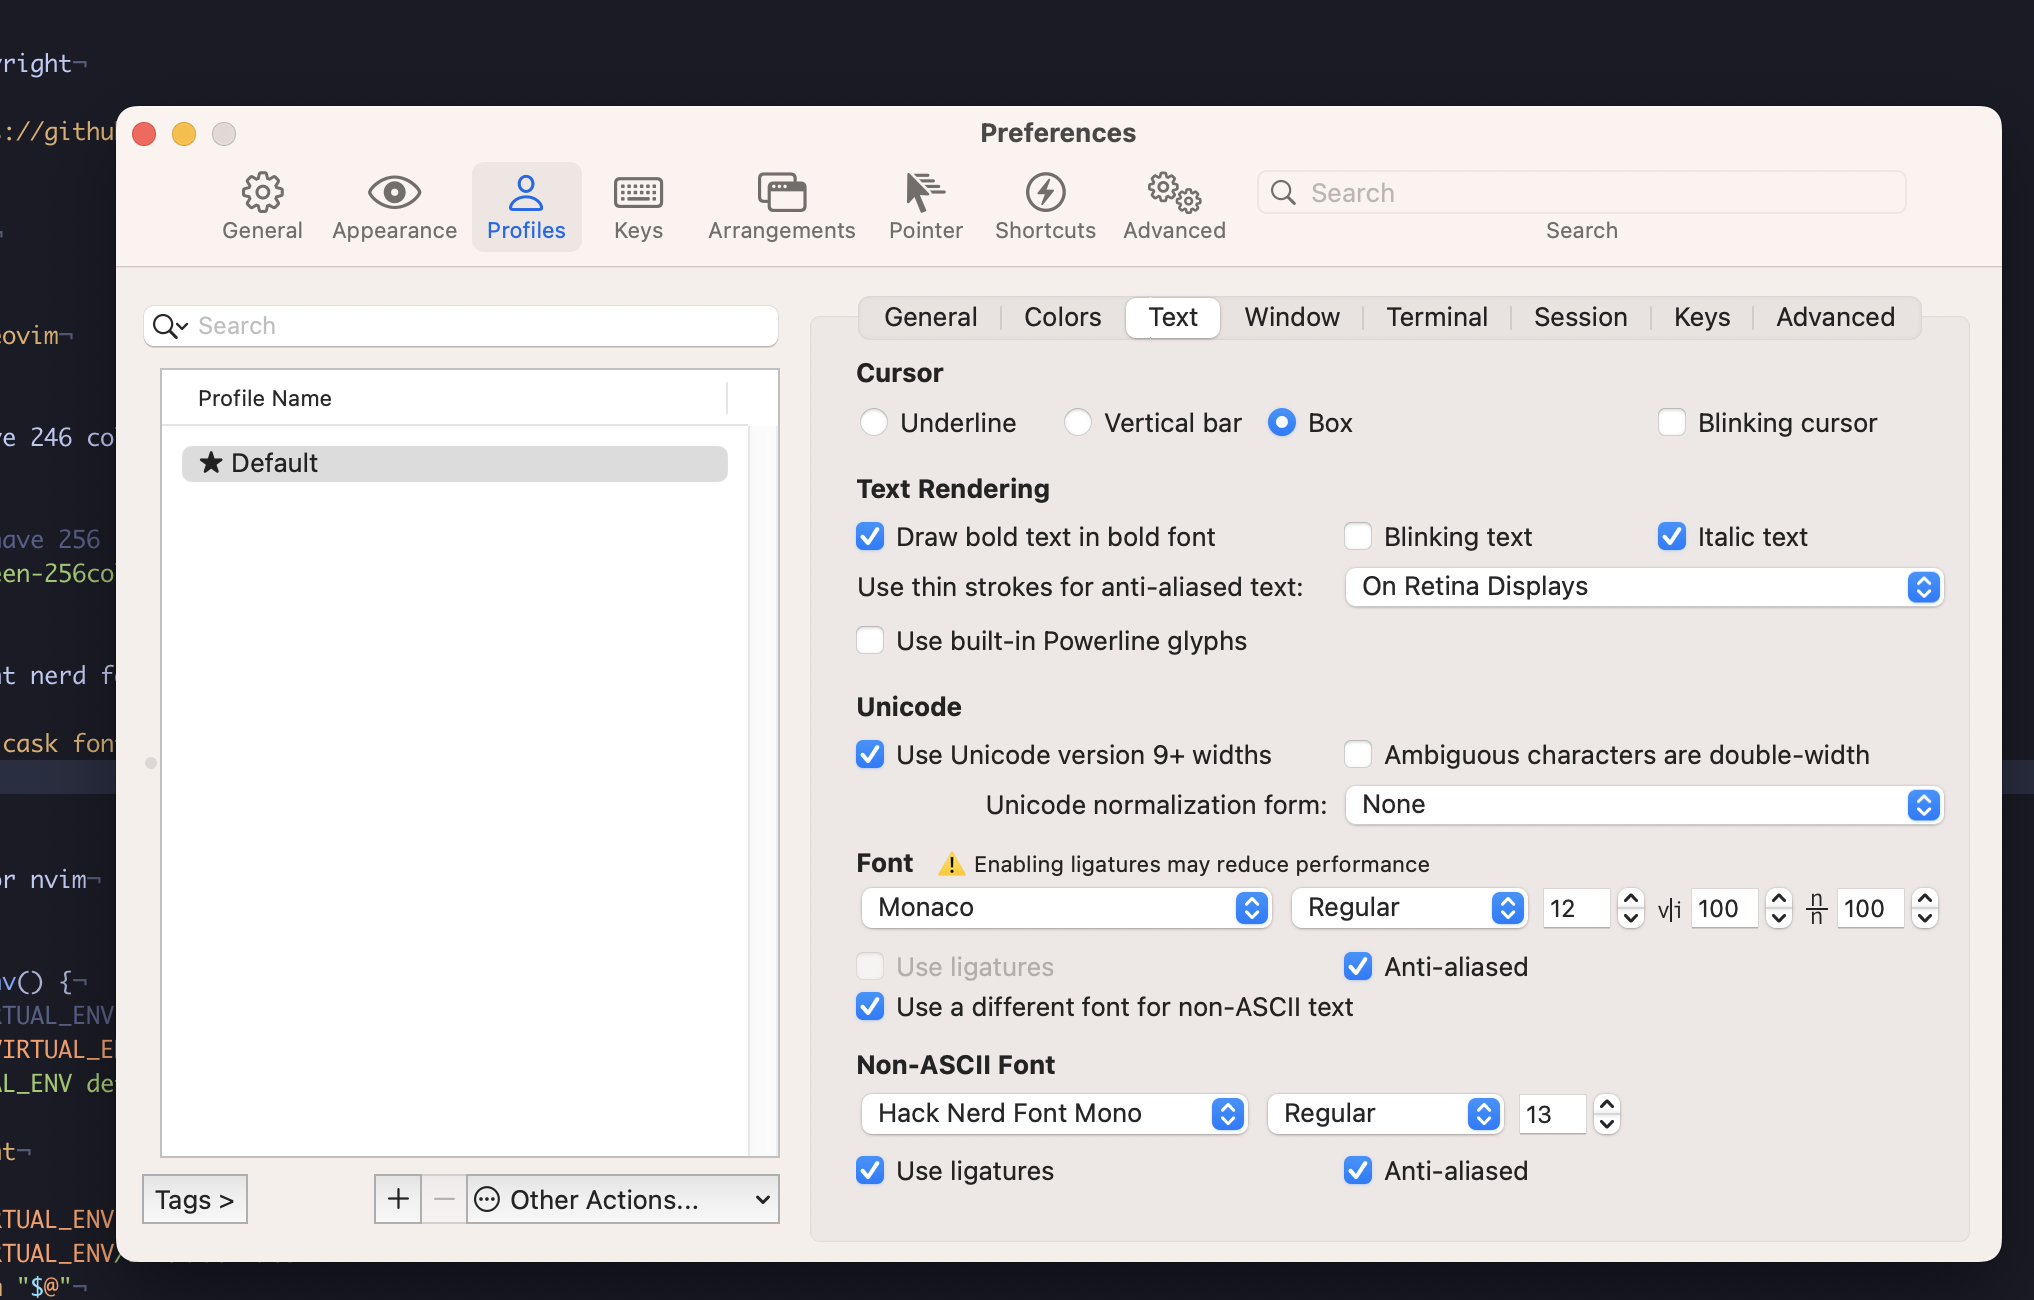 right¬
://githu
Preferences
General
Appearance
Profiles
Keys
Arrangements
Pointer
Shortcuts
Advanced
Search
Search
ovim¬
Search
General
Colors
Text
Window
Terminal
Session
Keys
Advanced
Profile Name
★ Default
Cursor
Underline
Vertical bar
Box
Blinking cursor
e 246 co
Text Rendering
Draw bold text in bold font
Blinking text
Italic text
ave 256
Use thin strokes for anti-aliased text:
On Retina Displays
een-256co
Use built-in Powerline glyphs
t nerd f
Unicode
cask fon
Use Unicode version 9+ widths
Ambiguous characters are double-width
Unicode normalization form:
None
Font
Enabling ligatures may reduce performance
or nvim¬
Monaco
Regular
12
v|i
100
n
n
100
Use ligatures
Anti-aliased
v() {¬
Use a different font for non-ASCII text
TUAL_ENV
VIRTUAL_E
Non-ASCII Font
AL_ENV de
Hack Nerd Font Mono
Regular
13
t¬
Use ligatures
Anti-aliased
Tags >
+
−
Other Actions...
TUAL_ENV
TUAL_ENV/
"$@"¬